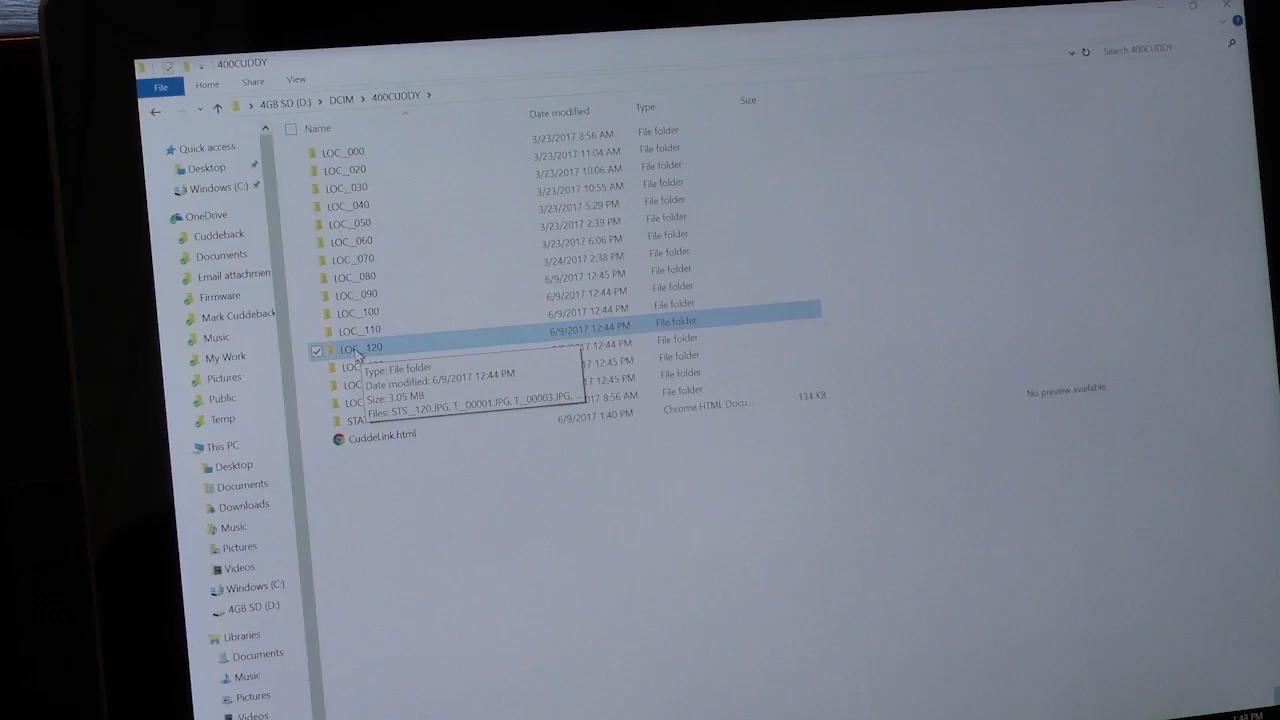 400CUDDY
File Home Share View
4GB SD (D:) > DCIM > 400CUDDY > Search 400CUDDY
Name Date modified Type Size
LOC_000 3/23/2017 8:56 AM File folder
LOC_020 3/23/2017 11:04 AM File folder
LOC_030 3/23/2017 10:06 AM File folder
LOC_040 3/23/2017 10:55 AM File folder
LOC_050 3/23/2017 5:29 PM File folder
LOC_060 3/23/2017 2:39 PM File folder
LOC_070 3/23/2017 6:06 PM File folder
LOC_080 3/24/2017 2:38 PM File folder
LOC_090 6/9/2017 12:45 PM File folder
LOC_100 6/9/2017 12:44 PM File folder
LOC_110 6/9/2017 12:44 PM File folder
LOC_120 6/9/2017 12:44 PM File folder
LOC 12:44 PM File folder
LOC 12:45 PM File folder
LOC 12:45 PM File folder
STA 8:56 AM File folder
CuddeLink.html 6/9/2017 1:40 PM Chrome HTML Docu... 134 KB
Type: File folder
Date modified: 6/9/2017 12:44 PM
Size: 3.05 MB
Files: STS_120.JPG, T_00001.JPG, T_00003.JPG, ...
Quick access
Desktop
Windows (C:)
OneDrive
Cuddeback
Documents
Email attachmen
Firmware
Mark Cuddeback
Music
My Work
Pictures
Public
Temp
This PC
Desktop
Documents
Downloads
Music
Pictures
Videos
Windows (C:)
4GB SD (D:)
Libraries
Documents
Music
Pictures
Videos
No preview available.
1:48 PM